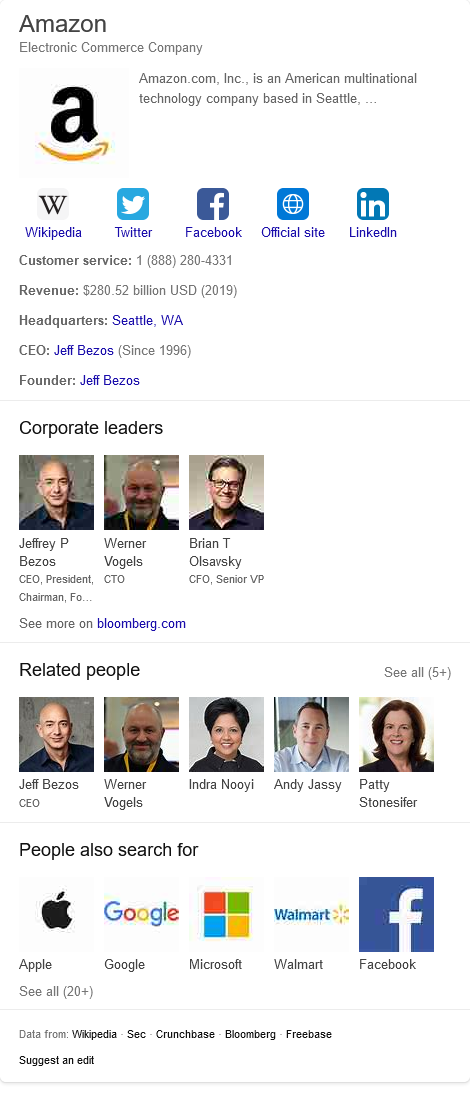 Amazon
Electronic Commerce Company
Amazon.com, Inc., is an American multinational
technology company based in Seattle, ...
a
W
f
in
Wikipedia Twitter Facebook Official site LinkedIn
Customer service: 1 (888) 280-4331
Revenue: $280.52 billion USD (2019)
Headquarters: Seattle, WA
CEO: Jeff Bezos (Since 1996)
Founder: Jeff Bezos
Corporate leaders
Jeffrey P Bezos
CEO, President, Chairman, Fo...
Werner Vogels
CTO
Brian T Olsavsky
CFO, Senior VP
See more on bloomberg.com
Related people
See all (5+)
Jeff Bezos
CEO
Werner Vogels
Indra Nooyi
Andy Jassy
Patty Stonesifer
People also search for
Google
Walmart
f
Apple Google Microsoft Walmart Facebook
See all (20+)
Data from: Wikipedia · Sec · Crunchbase · Bloomberg · Freebase
Suggest an edit